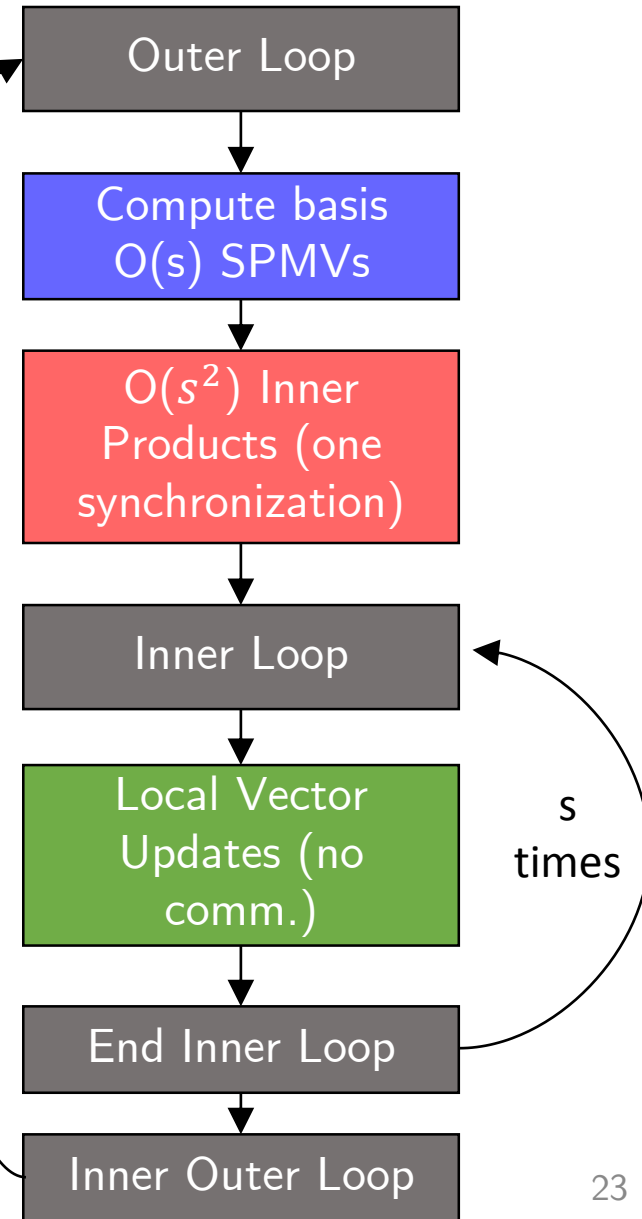 Outer Loop
Compute basis
O(s) SPMVs
O(s²) Inner
Products (one
synchronization)
Inner Loop
Local Vector
Updates (no
comm.)
s
times
End Inner Loop
Inner Outer Loop
23